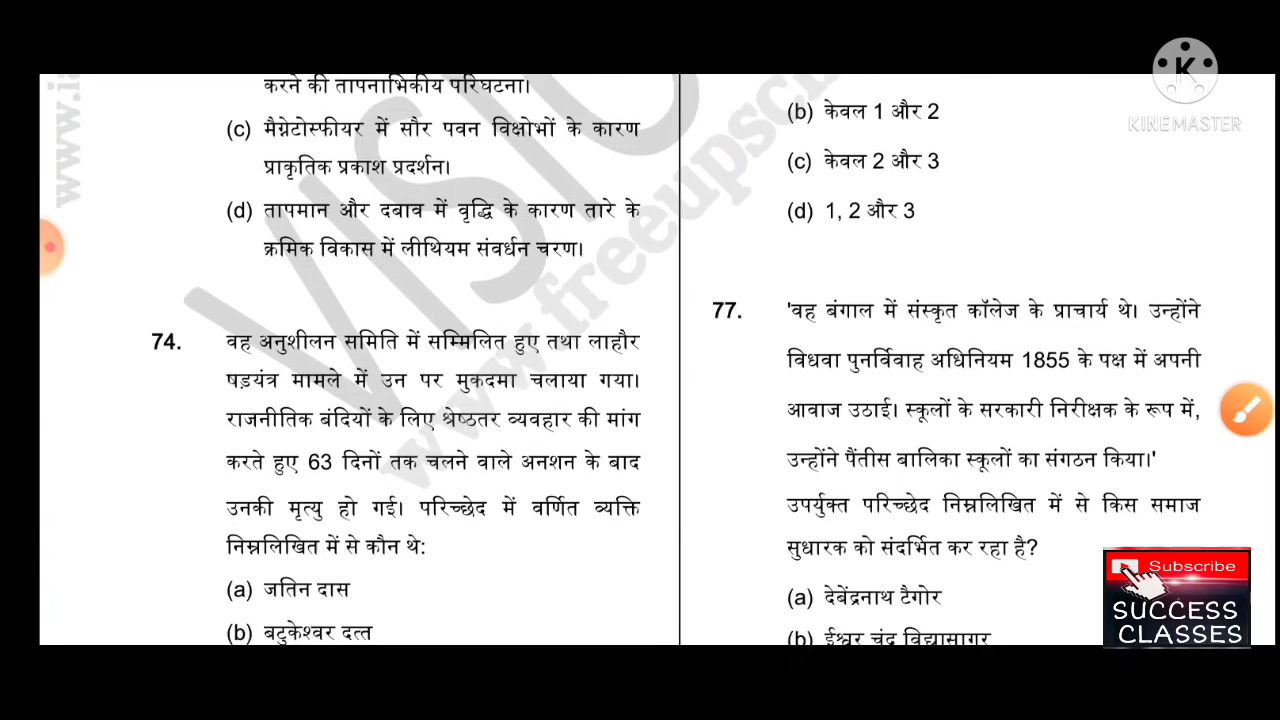 करने की तापनाभिकीय परिघटना।
(c) मैग्नेटोस्फीयर में सौर पवन विक्षोभों के कारण
प्राकृतिक प्रकाश प्रदर्शन।
(d) तापमान और दबाव में वृद्धि के कारण तारे के
क्रमिक विकास में लीथियम संवर्धन चरण।
74. वह अनुशीलन समिति में सम्मिलित हुए तथा लाहौर
षड़यंत्र मामले में उन पर मुकदमा चलाया गया।
राजनीतिक बंदियों के लिए श्रेष्ठतर व्यवहार की मांग
करते हुए 63 दिनों तक चलने वाले अनशन के बाद
उनकी मृत्यु हो गई। परिच्छेद में वर्णित व्यक्ति
निम्नलिखित में से कौन थे:
(a) जतिन दास
(b) बटुकेश्वर दत्त
(b) केवल 1 और 2
(c) केवल 2 और 3
(d) 1, 2 और 3
77. 'वह बंगाल में संस्कृत कॉलेज के प्राचार्य थे। उन्होंने
विधवा पुनर्विवाह अधिनियम 1855 के पक्ष में अपनी
आवाज उठाई। स्कूलों के सरकारी निरीक्षक के रूप में,
उन्होंने पैंतीस बालिका स्कूलों का संगठन किया।'
उपर्युक्त परिच्छेद निम्नलिखित में से किस समाज
सुधारक को संदर्भित कर रहा है?
(a) देबेंद्रनाथ टैगोर
(b) ईश्वर चंद्र विद्यासागर
K
KINEMASTER
Subscribe
SUCCESS
CLASSES